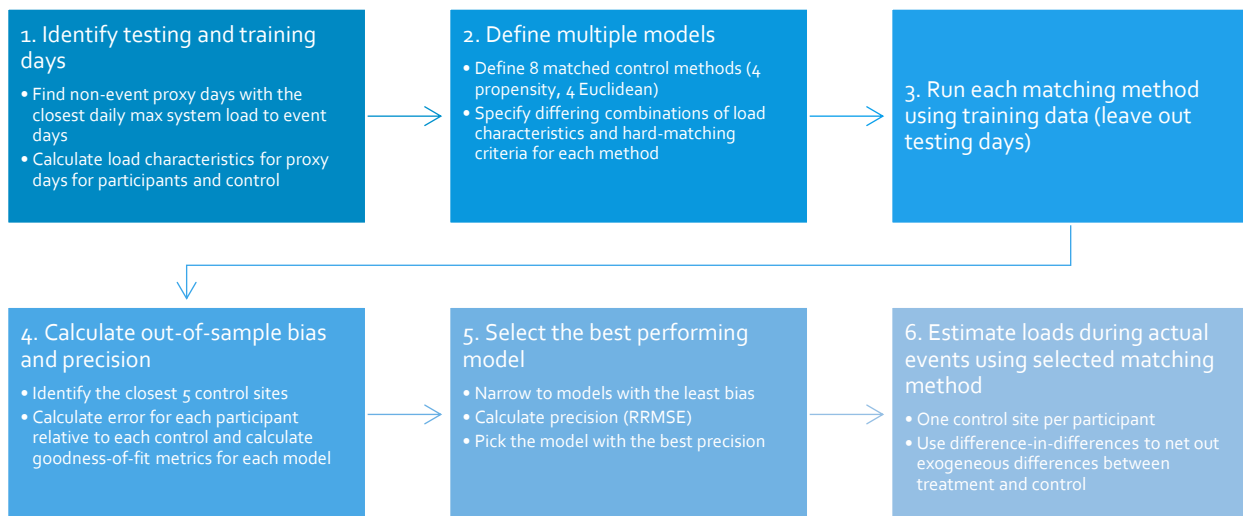 1. Identify testing and training
days
• Find non-event proxy days with the
closest daily max system load to event
days
• Calculate load characteristics for proxy
days for participants and control
2. Define multiple models
• Define 8 matched control methods (4
propensity, 4 Euclidean)
• Specify differing combinations of load
characteristics and hard-matching
criteria for each method
3. Run each matching method
using training data (leave out
testing days)
4. Calculate out-of-sample bias
and precision
• Identify the closest 5 control sites
• Calculate error for each participant
relative to each control and calculate
goodness-of-fit metrics for each model
5. Select the best performing
model
• Narrow to models with the least bias
• Calculate precision (RRMSE)
• Pick the model with the best precision
6. Estimate loads during actual
events using selected matching
method
• One control site per participant
• Use difference-in-differences to net out
exogeneous differences between
treatment and control